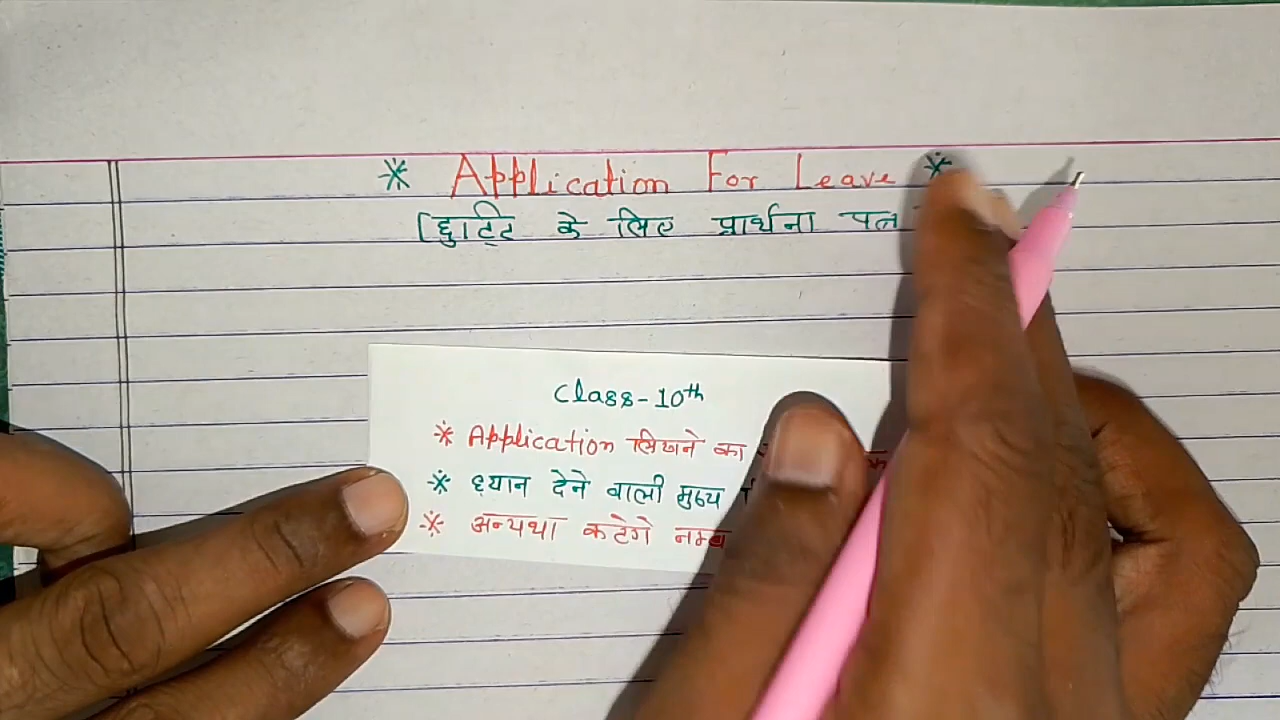 * Application For Leave *
[छुट्टि के लिए प्रार्थना पत्र
Class-10th
* Application लिखने का
* ध्यान देने वाली मुख्य
* अन्यथा कटेगे